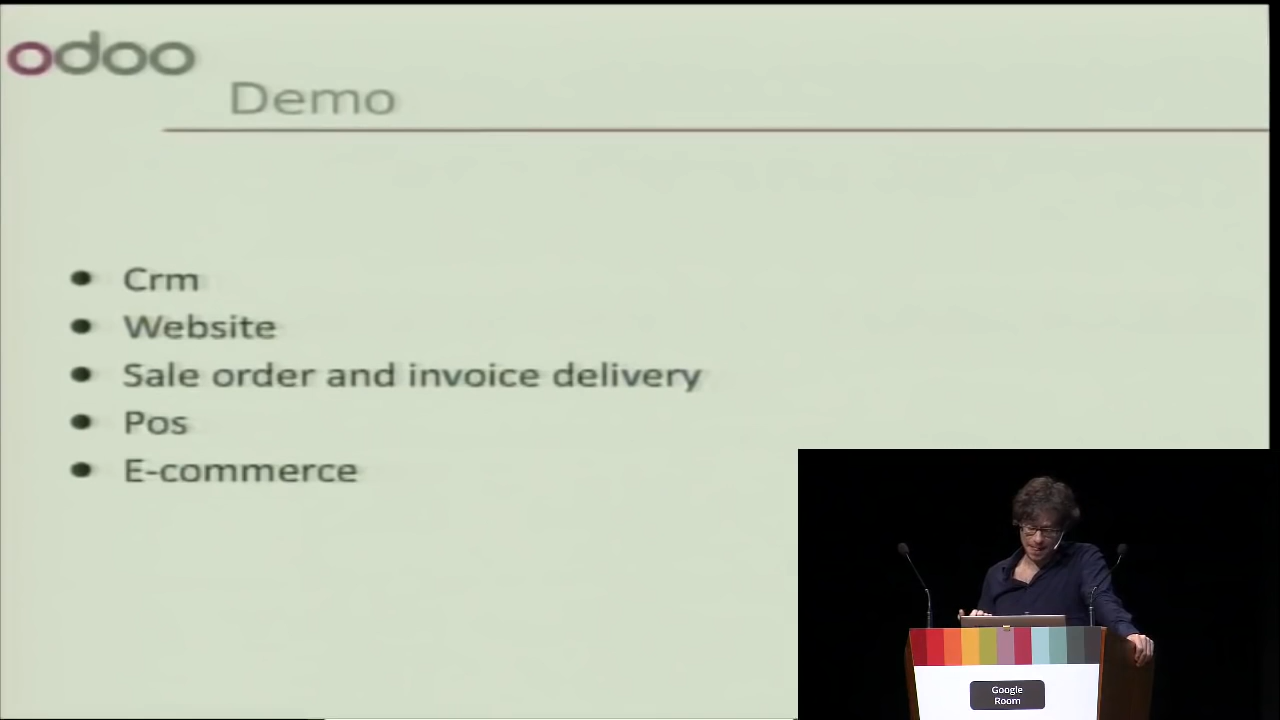 odoo
Demo
Crm
Website
Sale order and invoice delivery
Pos
E-commerce
Google
Room